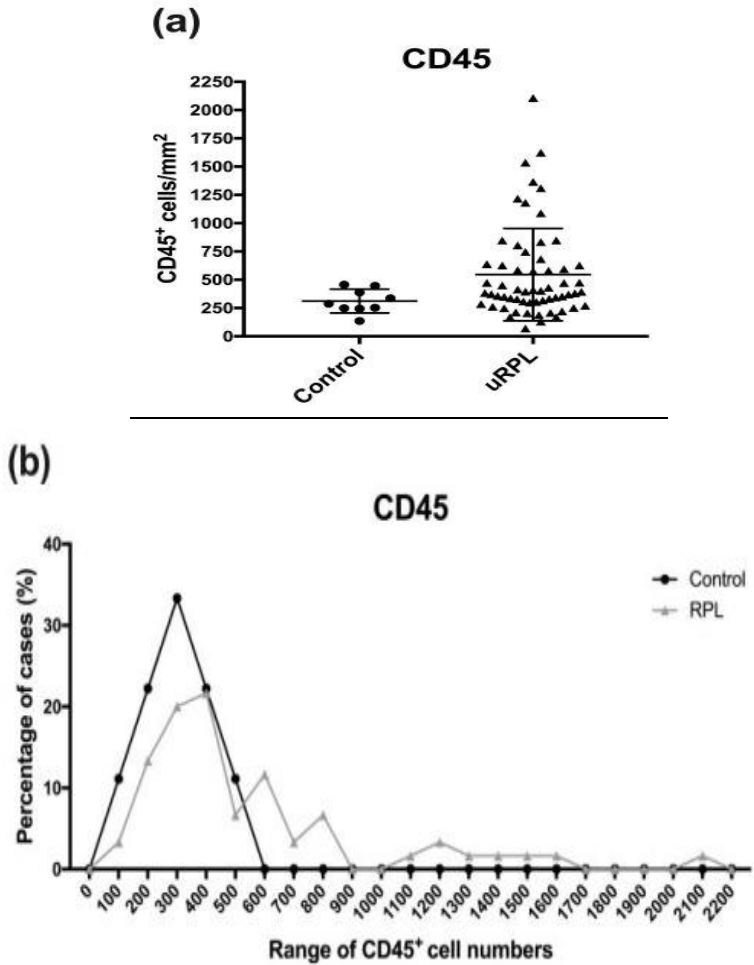 (a)
CD45
CD45+ cells/mm2
2250
2000
1750
1500
1250
1000
750
500
250
0
Control
uRPL
(b)
CD45
Percentage of cases (%)
40
30
20
10
0
Control
RPL
0 100 200 300 400 500 600 700 800 900 1000 1100 1200 1300 1400 1500 1600 1700 1800 1900 2000 2100 2200
Range of CD45+ cell numbers